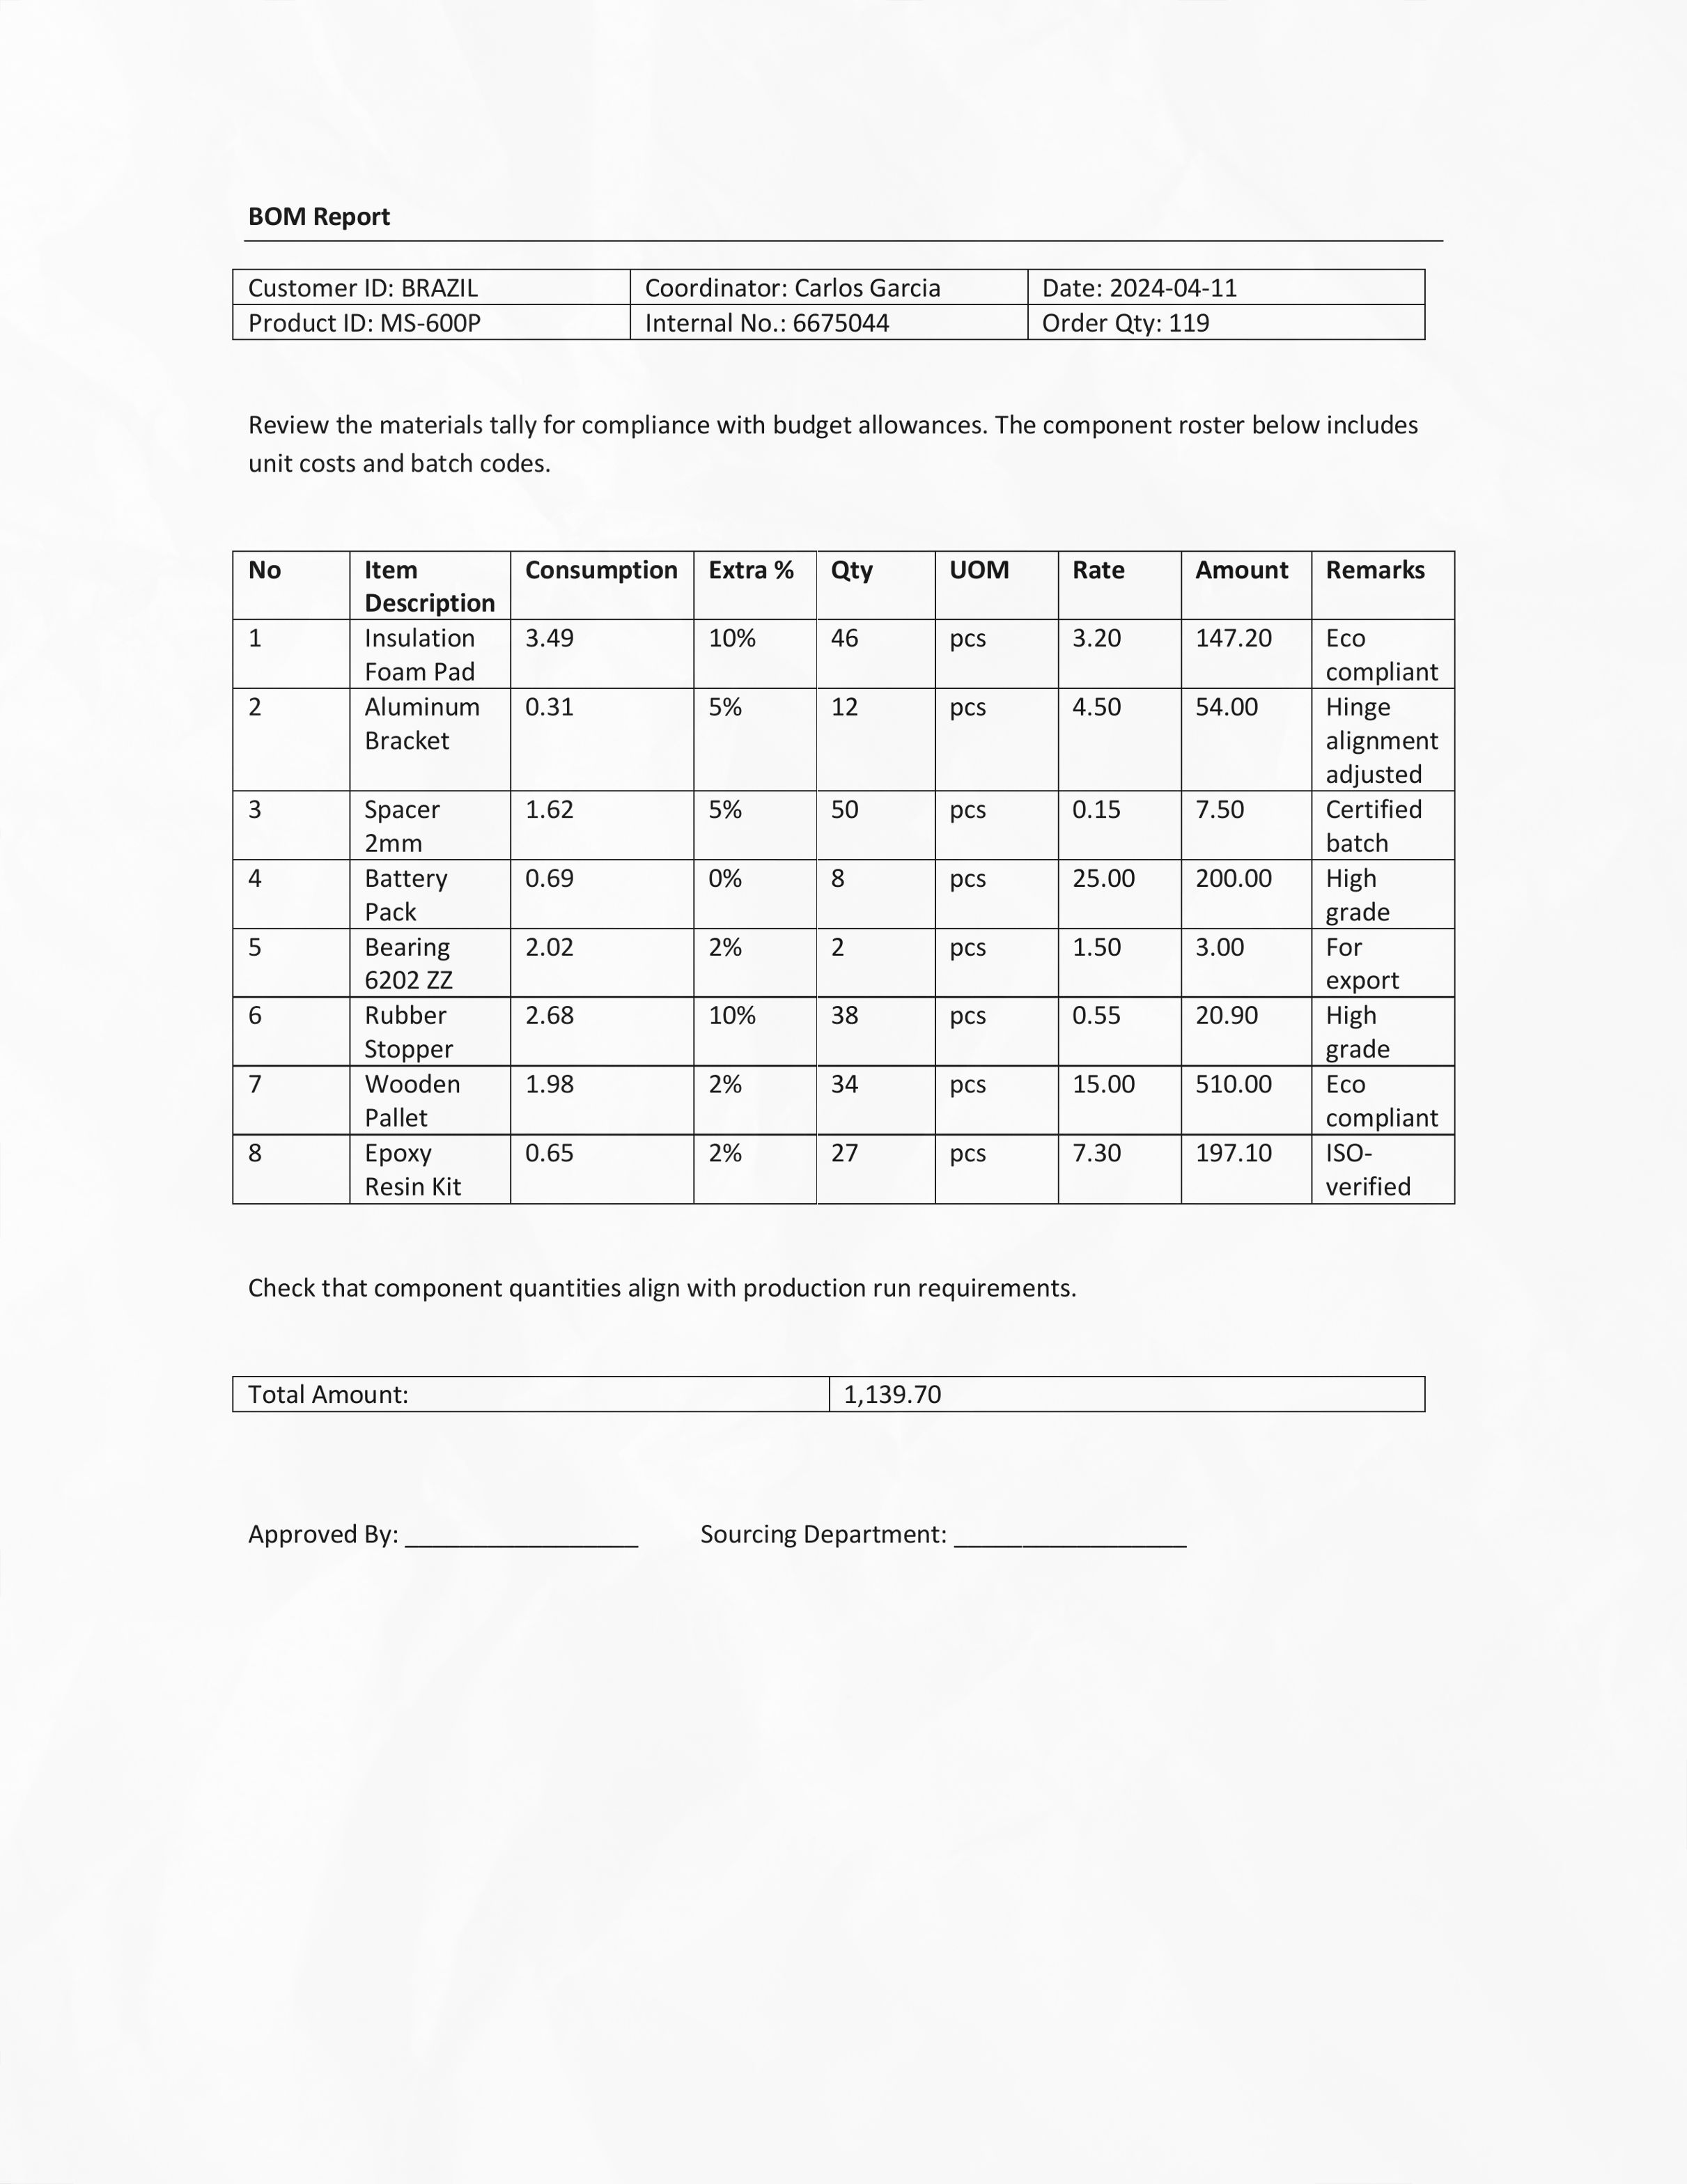 BOM Report
Customer ID: BRAZIL Coordinator: Carlos Garcia Date: 2024-04-11
Product ID: MS-600P Internal No.: 6675044 Order Qty: 119
Review the materials tally for compliance with budget allowances. The component roster below includes
unit costs and batch codes.
No Item Description Consumption Extra % Qty UOM Rate Amount Remarks
1 Insulation Foam Pad 3.49 10% 46 pcs 3.20 147.20 Eco compliant
2 Aluminum Bracket 0.31 5% 12 pcs 4.50 54.00 Hinge alignment adjusted
3 Spacer 2mm 1.62 5% 50 pcs 0.15 7.50 Certified batch
4 Battery Pack 0.69 0% 8 pcs 25.00 200.00 High grade
5 Bearing 6202 ZZ 2.02 2% 2 pcs 1.50 3.00 For export
6 Rubber Stopper 2.68 10% 38 pcs 0.55 20.90 High grade
7 Wooden Pallet 1.98 2% 34 pcs 15.00 510.00 Eco compliant
8 Epoxy Resin Kit 0.65 2% 27 pcs 7.30 197.10 ISO-verified
Check that component quantities align with production run requirements.
Total Amount: 1,139.70
Approved By: _________________ Sourcing Department: _________________